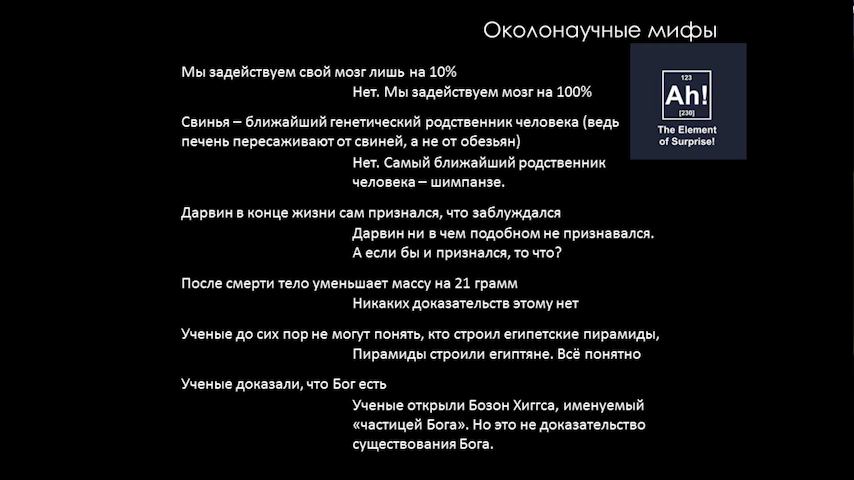 Околонаучные мифы
123
Ah!
[230]
The Element
of Surprise!
Мы задействуем свой мозг лишь на 10%
Нет. Мы задействуем мозг на 100%
Свинья – ближайший генетический родственник человека (ведь
печень пересаживают от свиней, а не от обезьян)
Нет. Самый ближайший родственник
человека – шимпанзе.
Дарвин в конце жизни сам признался, что заблуждался
Дарвин ни в чем подобном не признавался.
А если бы и признался, то что?
После смерти тело уменьшает массу на 21 грамм
Никаких доказательств этому нет
Ученые до сих пор не могут понять, кто строил египетские пирамиды,
Пирамиды строили египтяне. Всё понятно
Ученые доказали, что Бог есть
Ученые открыли Бозон Хиггса, именуемый
«частицей Бога». Но это не доказательство
существования Бога.